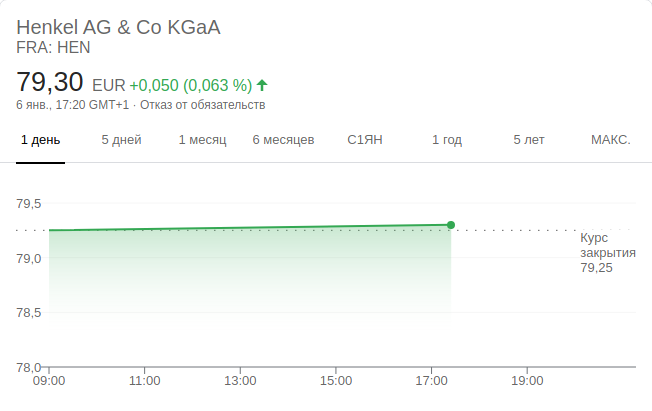 Henkel AG & Co KGaA
FRA: HEN
79,30 EUR +0,050 (0,063 %)
6 янв., 17:20 GMT+1 · Отказ от обязательств
1 день 5 дней 1 месяц 6 месяцев С1ЯН 1 год 5 лет МАКС.
79,5
Курс
закрытия
79,25
79,0
78,5
78,0
09:00 11:00 13:00 15:00 17:00 19:00